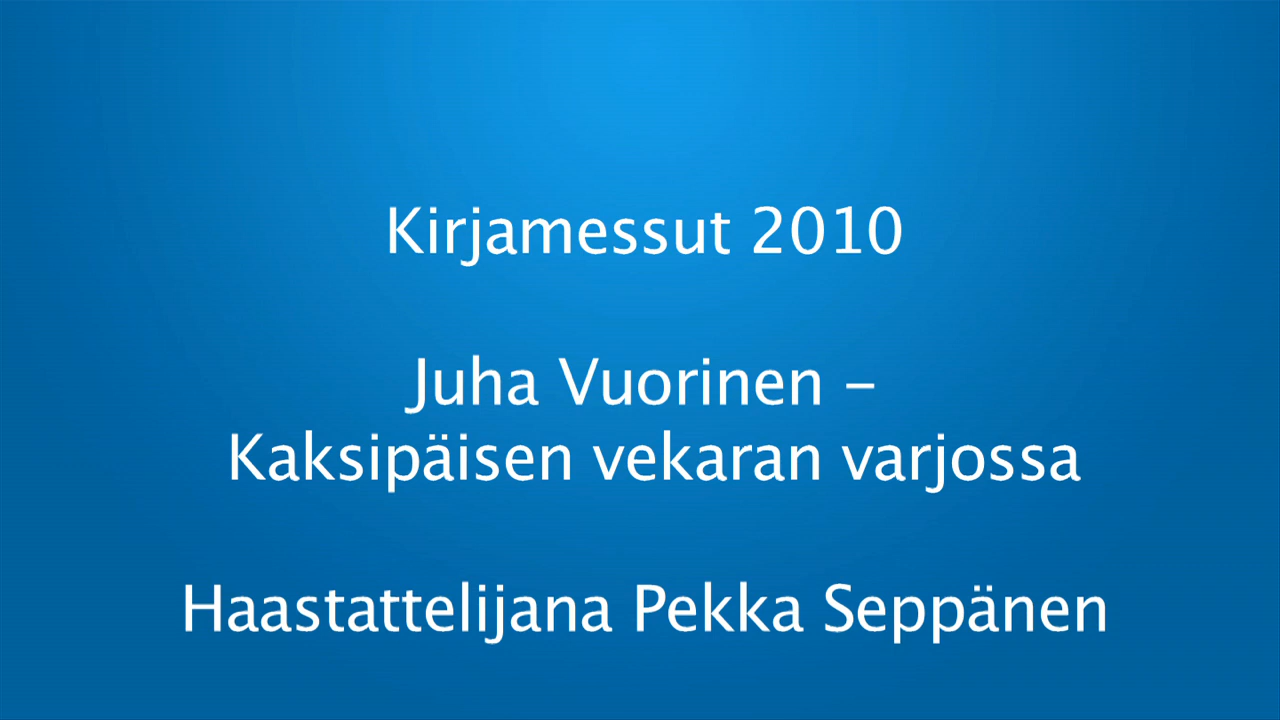 Kirjamessut 2010
Juha Vuorinen –
Kaksipäisen vekaran varjossa
Haastattelijana Pekka Seppänen